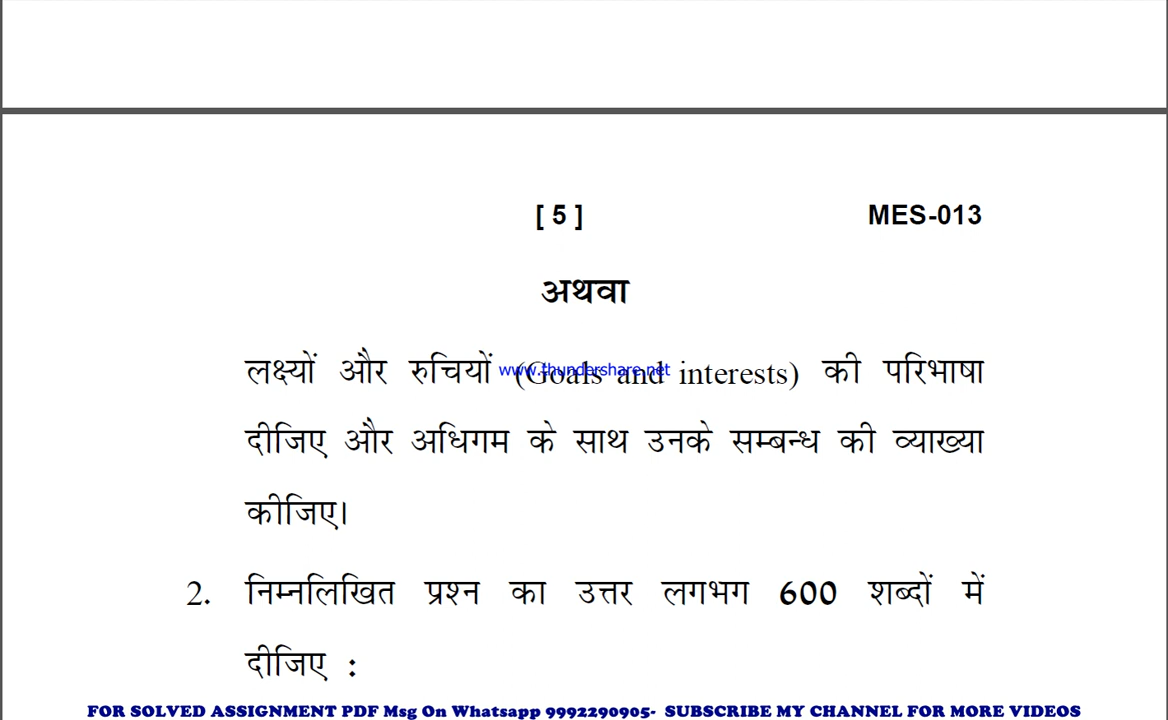 [ 5 ] MES-013
अथवा
लक्ष्यों और रुचियों (Goals and interests) की परिभाषा
www.thundershare.net
दीजिए और अधिगम के साथ उनके सम्बन्ध की व्याख्या
कीजिए।
2. निम्नलिखित प्रश्न का उत्तर लगभग 600 शब्दों में
दीजिए :
FOR SOLVED ASSIGNMENT PDF Msg On Whatsapp 9992290905- SUBSCRIBE MY CHANNEL FOR MORE VIDEOS